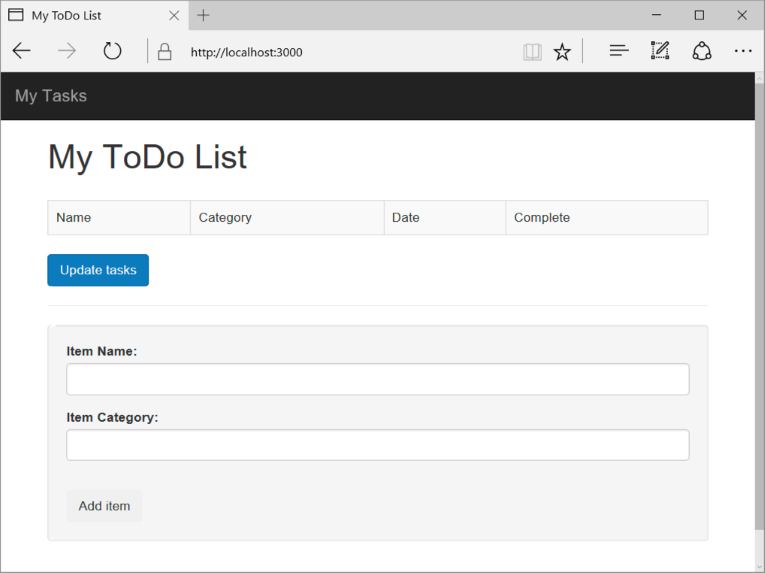 My ToDo List
http://localhost:3000
My Tasks
My ToDo List
Name Category Date Complete
Update tasks
Item Name:
Item Category:
Add item